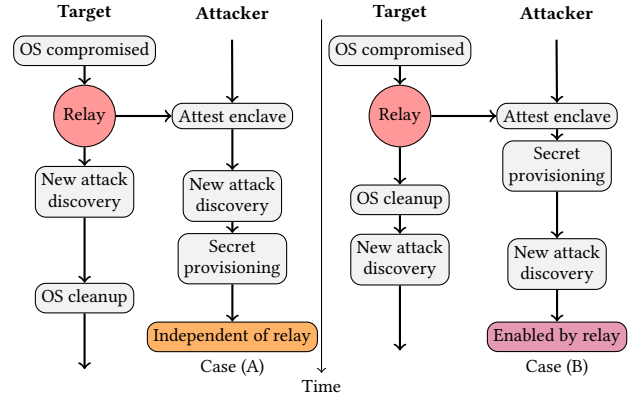 Target
Attacker
OS compromised
Relay
Attest enclave
New attack
discovery
New attack
discovery
Secret
provisioning
OS cleanup
Independent of relay
Case (A)
Time
Target
Attacker
OS compromised
Relay
Attest enclave
Secret
provisioning
OS cleanup
New attack
discovery
New attack
discovery
Enabled by relay
Case (B)